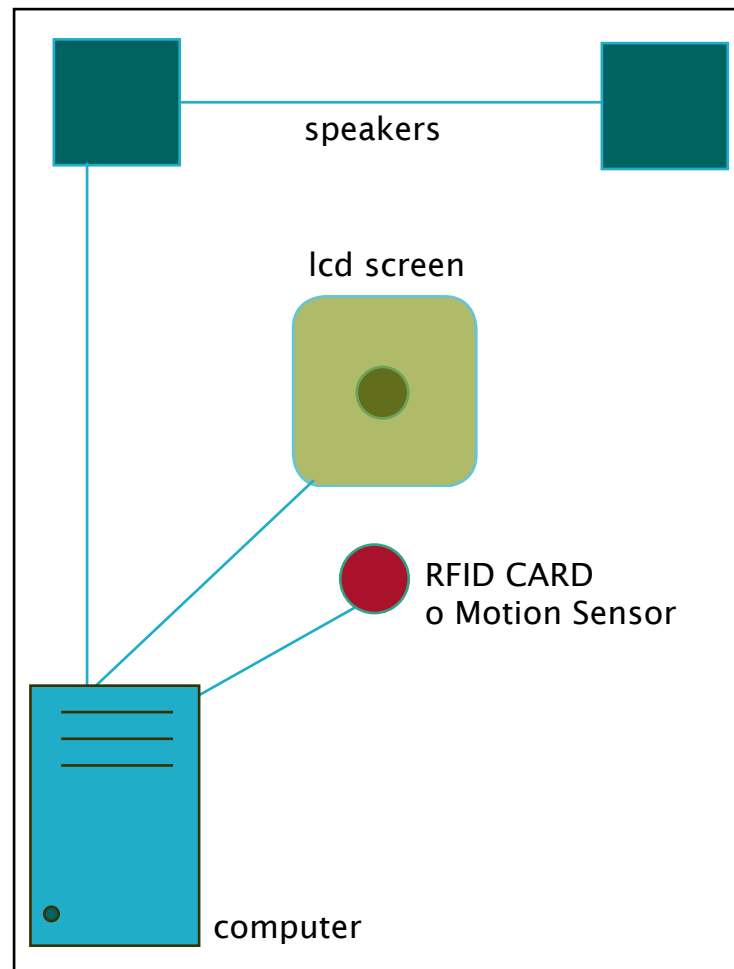 speakers
lcd screen
RFID CARD
o Motion Sensor
computer